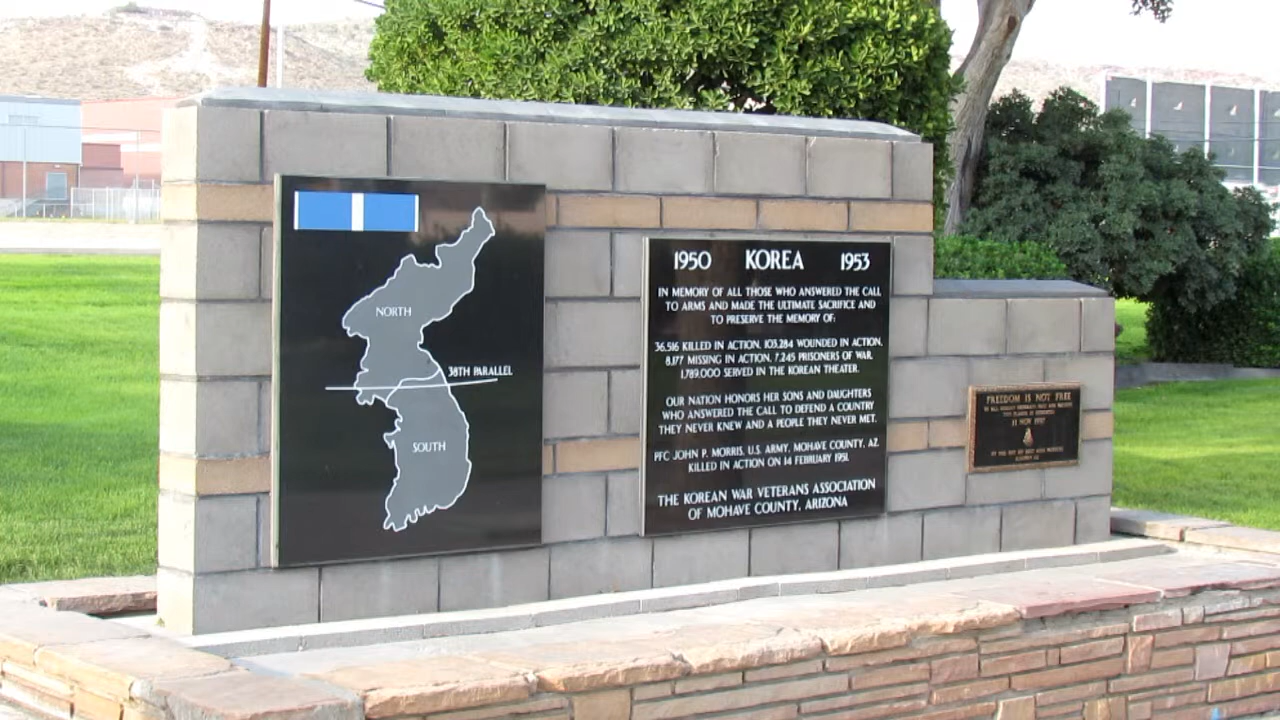 NORTH
38TH PARALLEL
SOUTH
1950 KOREA 1953
IN MEMORY OF ALL THOSE WHO ANSWERED THE CALL
TO ARMS AND MADE THE ULTIMATE SACRIFICE AND
TO PRESERVE THE MEMORY OF:
36,516 KILLED IN ACTION, 103,284 WOUNDED IN ACTION,
8,177 MISSING IN ACTION, 7,245 PRISONERS OF WAR,
1,789,000 SERVED IN THE KOREAN THEATER.
OUR NATION HONORS HER SONS AND DAUGHTERS
WHO ANSWERED THE CALL TO DEFEND A COUNTRY
THEY NEVER KNEW AND A PEOPLE THEY NEVER MET.
PFC JOHN P. MORRIS, U.S. ARMY, MOHAVE COUNTY, AZ.
KILLED IN ACTION ON 14 FEBRUARY 1951.
THE KOREAN WAR VETERANS ASSOCIATION
OF MOHAVE COUNTY, ARIZONA
FREEDOM IS NOT FREE
11 NOV 1997